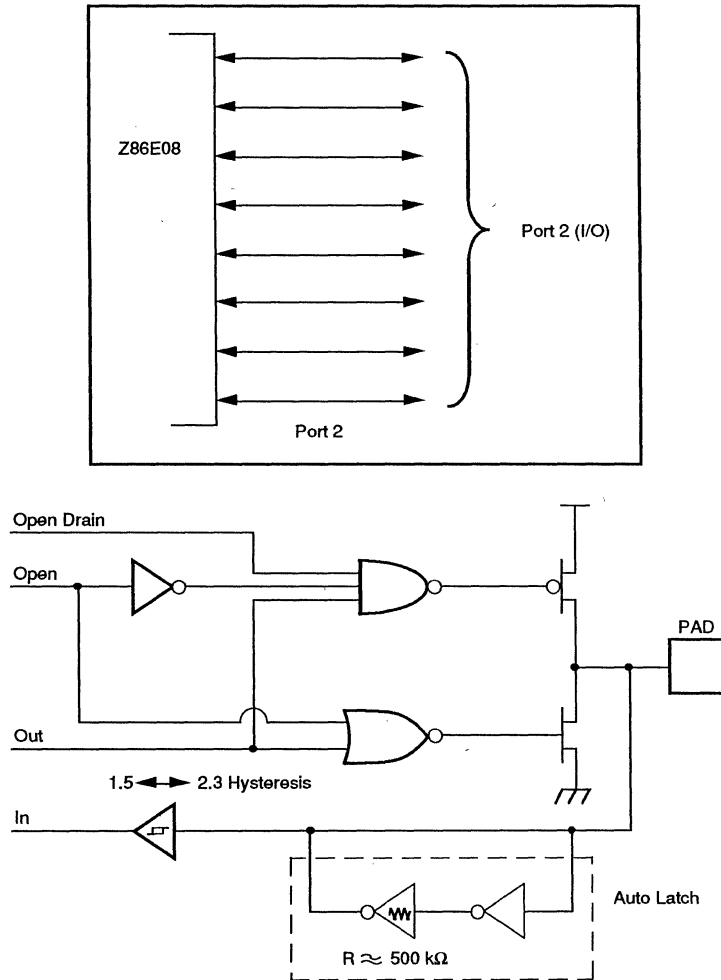 Z86E08
Port 2 (I/O)
Port 2
Open Drain
Open
PAD
Out
1.5 2.3 Hysteresis
In
Auto Latch
R ≈ 500 kΩ